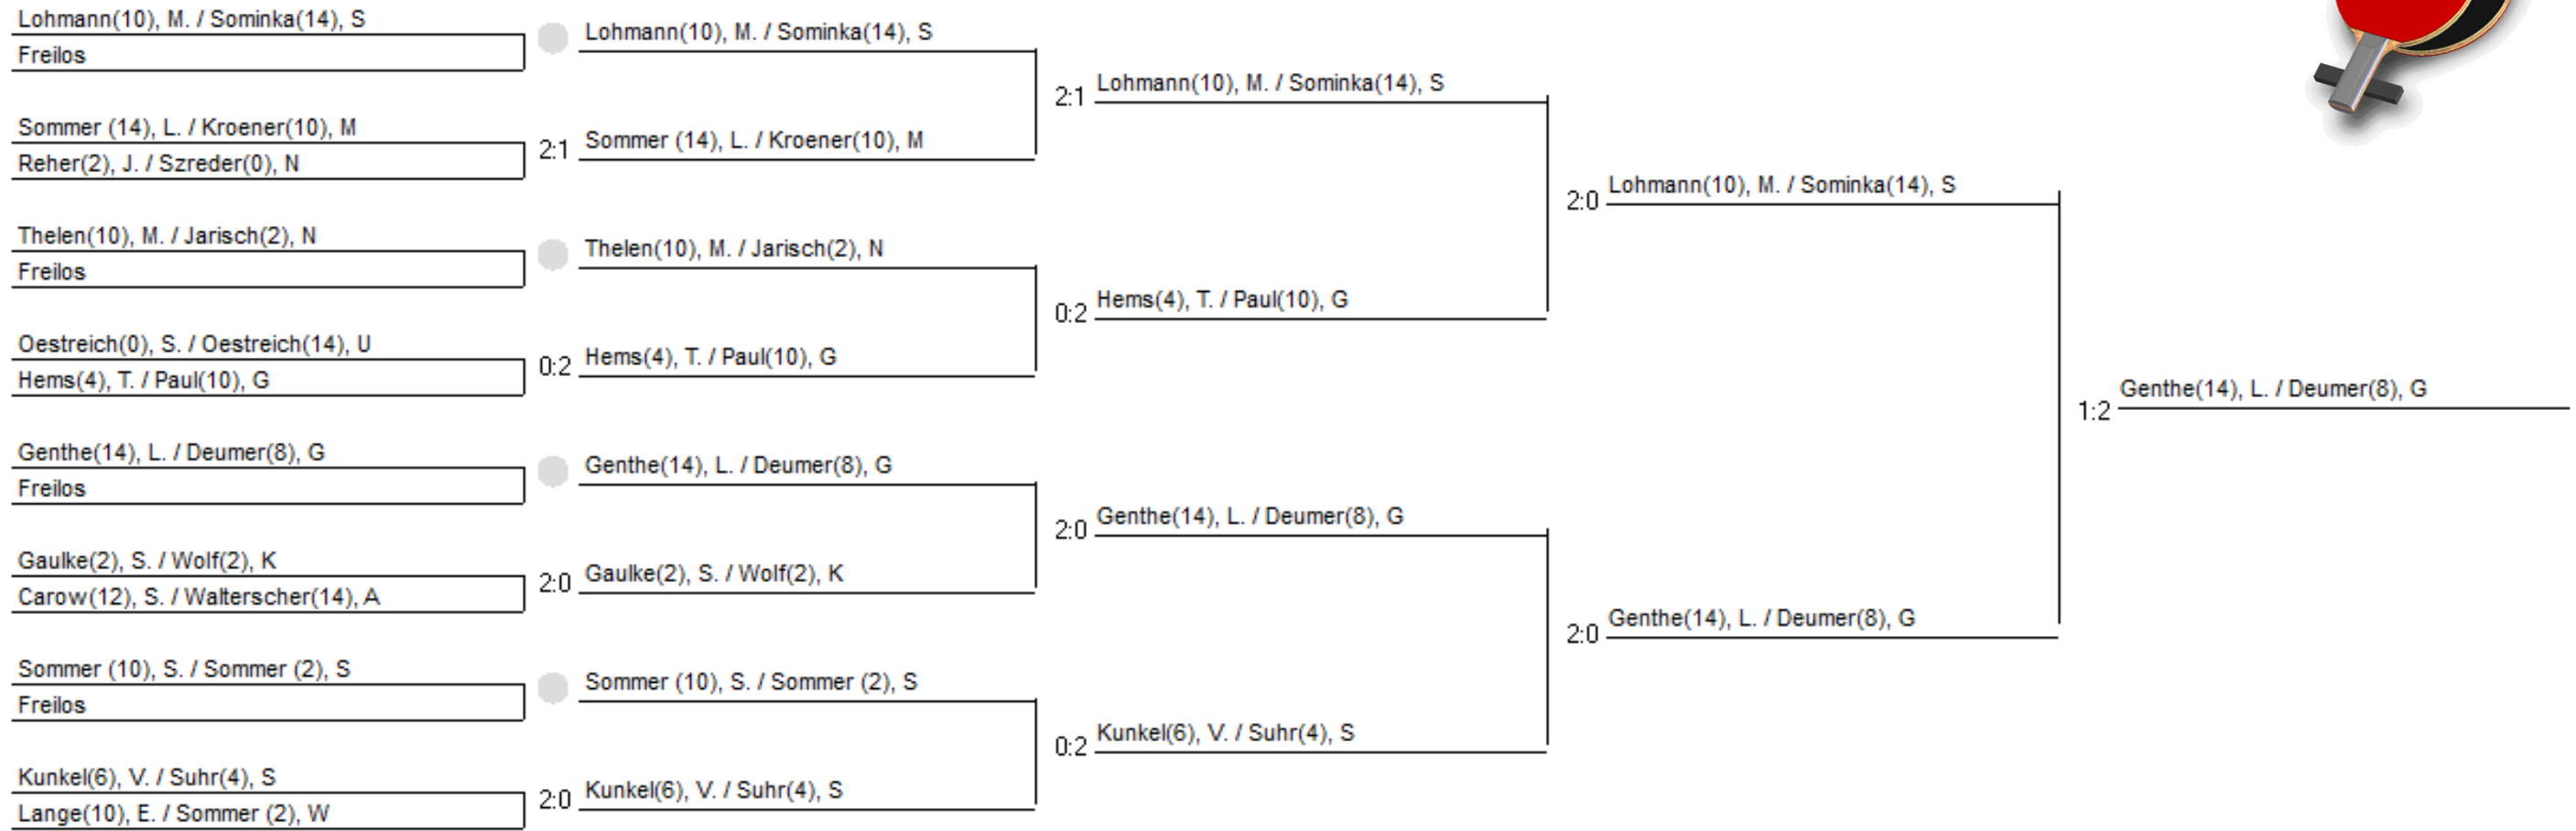 Lohmann(10), M. / Sominka(14), S
Freilos
Sommer (14), L. / Kroener(10), M
Reher(2), J. / Szreder(0), N
Thelen(10), M. / Jarisch(2), N
Freilos
Oestreich(0), S. / Oestreich(14), U
Hems(4), T. / Paul(10), G
Genthe(14), L. / Deumer(8), G
Freilos
Gaulke(2), S. / Wolf(2), K
Carow(12), S. / Walterscher(14), A
Sommer (10), S. / Sommer (2), S
Freilos
Kunkel(6), V. / Suhr(4), S
Lange(10), E. / Sommer (2), W
Lohmann(10), M. / Sominka(14), S
2:1 Sommer (14), L. / Kroener(10), M
Thelen(10), M. / Jarisch(2), N
0:2 Hems(4), T. / Paul(10), G
Genthe(14), L. / Deumer(8), G
2:0 Gaulke(2), S. / Wolf(2), K
Sommer (10), S. / Sommer (2), S
2:0 Kunkel(6), V. / Suhr(4), S
2:1 Lohmann(10), M. / Sominka(14), S
0:2 Hems(4), T. / Paul(10), G
2:0 Genthe(14), L. / Deumer(8), G
0:2 Kunkel(6), V. / Suhr(4), S
2:0 Lohmann(10), M. / Sominka(14), S
2:0 Genthe(14), L. / Deumer(8), G
1:2 Genthe(14), L. / Deumer(8), G